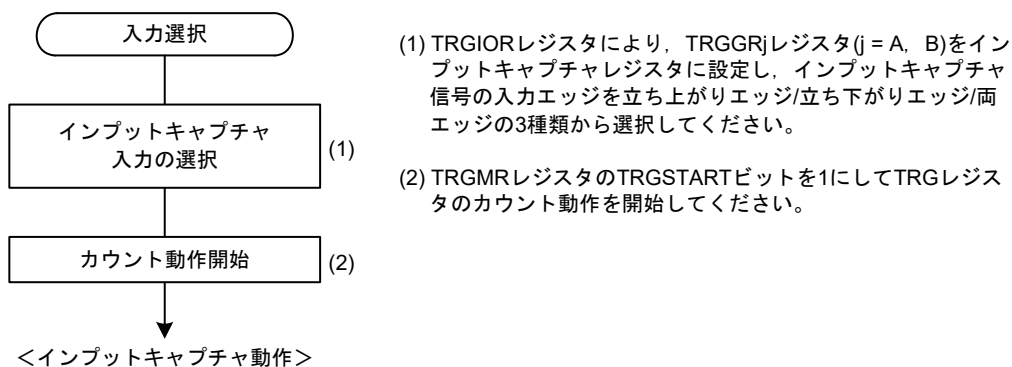 入力選択
インプットキャプチャ
入力の選択
(1)
カウント動作開始
(2)
＜インプットキャプチャ動作＞
(1) TRGIORレジスタにより，TRGGRjレジスタ(j = A，B)をイン
プットキャプチャレジスタに設定し，インプットキャプチャ
信号の入力エッジを立ち上がりエッジ/立ち下がりエッジ/両
エッジの3種類から選択してください。
(2) TRGMRレジスタのTRGSTARTビットを1にしてTRGレジス
タのカウント動作を開始してください。